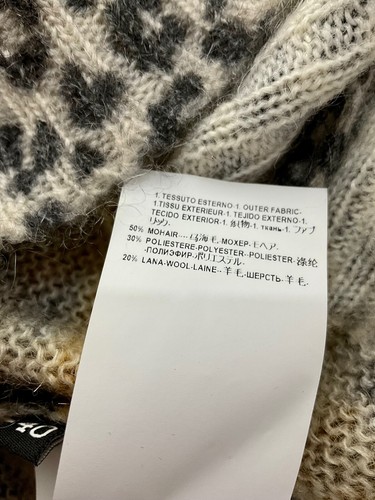 1. TESSUTO ESTERNO-1. OUTER FABRIC-
1.TISSU EXTERIEUR-1. TEJIDO EXTERNO-1.
TECIDO EXTERIOR-1. 织物-1. ткань-1. ファブ
リック.
50% MOHAIR....马海毛. МОХЕР. モヘア.
30% POLIESTERE-POLYESTER--POLIESTER-涤纶
-ПОЛИЭФИР-ポリエステル.
20% LANA-WOOL-LAINE--羊毛-ШЕРСТЬ-羊毛.